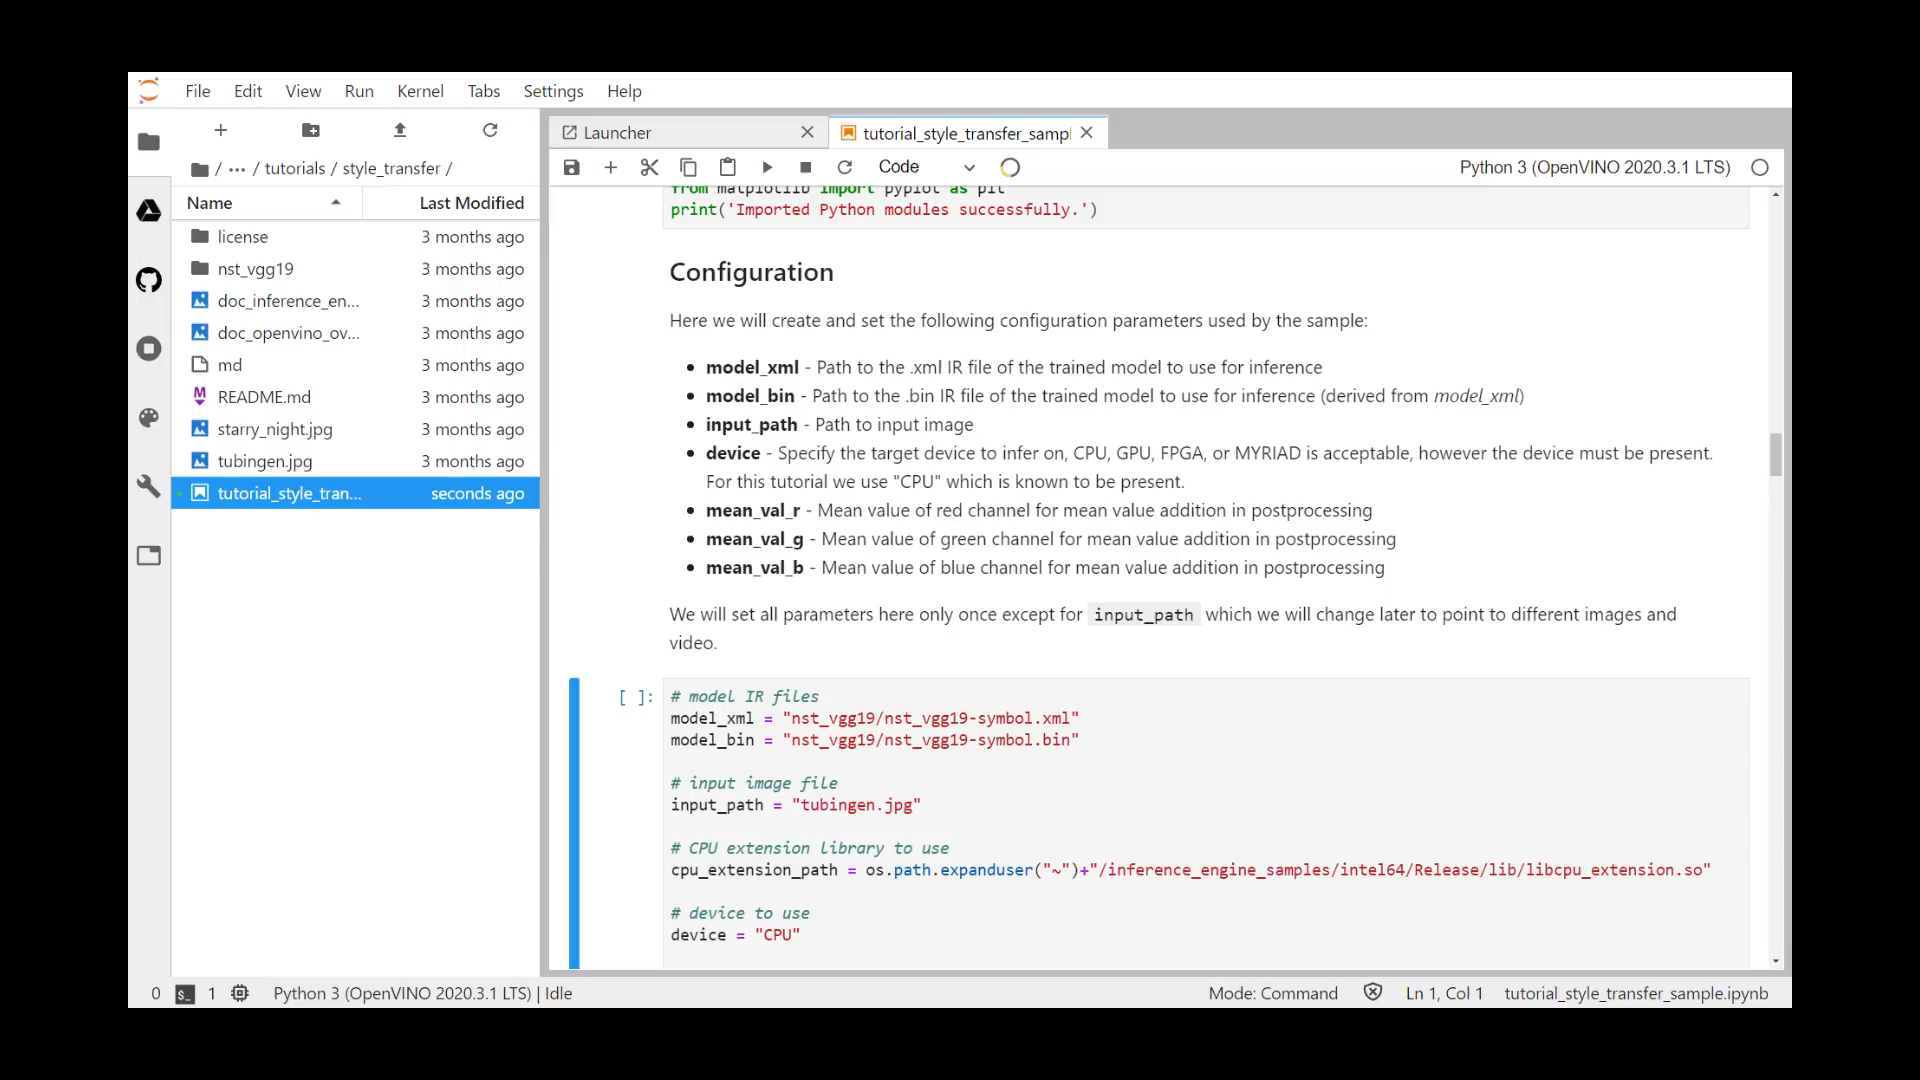 File Edit View Run Kernel Tabs Settings Help
Launcher
tutorial_style_transfer_sampl
/ ... / tutorials / style_transfer /
Code
Python 3 (OpenVINO 2020.3.1 LTS)
Name Last Modified
license 3 months ago
nst_vgg19 3 months ago
doc_inference_en... 3 months ago
doc_openvino_ov... 3 months ago
md 3 months ago
README.md 3 months ago
starry_night.jpg 3 months ago
tubingen.jpg 3 months ago
tutorial_style_tran... seconds ago
from matplotlib import pyplot as plt
print('Imported Python modules successfully.')
Configuration
Here we will create and set the following configuration parameters used by the sample:
• model_xml - Path to the .xml IR file of the trained model to use for inference
• model_bin - Path to the .bin IR file of the trained model to use for inference (derived from model_xml)
• input_path - Path to input image
• device - Specify the target device to infer on, CPU, GPU, FPGA, or MYRIAD is acceptable, however the device must be present.
For this tutorial we use "CPU" which is known to be present.
• mean_val_r - Mean value of red channel for mean value addition in postprocessing
• mean_val_g - Mean value of green channel for mean value addition in postprocessing
• mean_val_b - Mean value of blue channel for mean value addition in postprocessing
We will set all parameters here only once except for input_path which we will change later to point to different images and
video.
[ ]:
# model IR files
model_xml = "nst_vgg19/nst_vgg19-symbol.xml"
model_bin = "nst_vgg19/nst_vgg19-symbol.bin"
# input image file
input_path = "tubingen.jpg"
# CPU extension library to use
cpu_extension_path = os.path.expanduser("~")+"/inference_engine_samples/intel64/Release/lib/libcpu_extension.so"
# device to use
device = "CPU"
0 $_ 1 Python 3 (OpenVINO 2020.3.1 LTS) | Idle
Mode: Command Ln 1, Col 1 tutorial_style_transfer_sample.ipynb